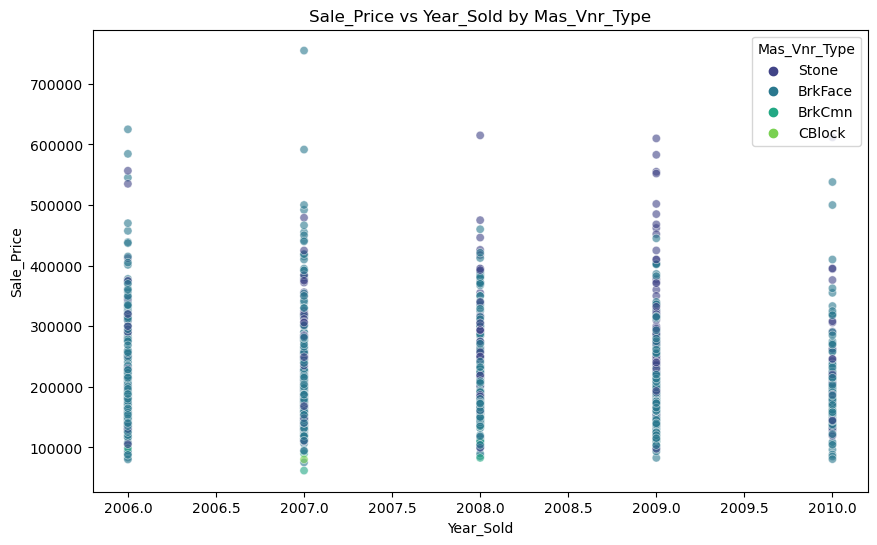 Sale_Price vs Year_Sold by Mas_Vnr_Type
Mas_Vnr_Type
Stone
BrkFace
BrkCmn
CBlock
Sale_Price
700000
600000
500000
400000
300000
200000
100000
2006.0 2006.5 2007.0 2007.5 2008.0 2008.5 2009.0 2009.5 2010.0
Year_Sold